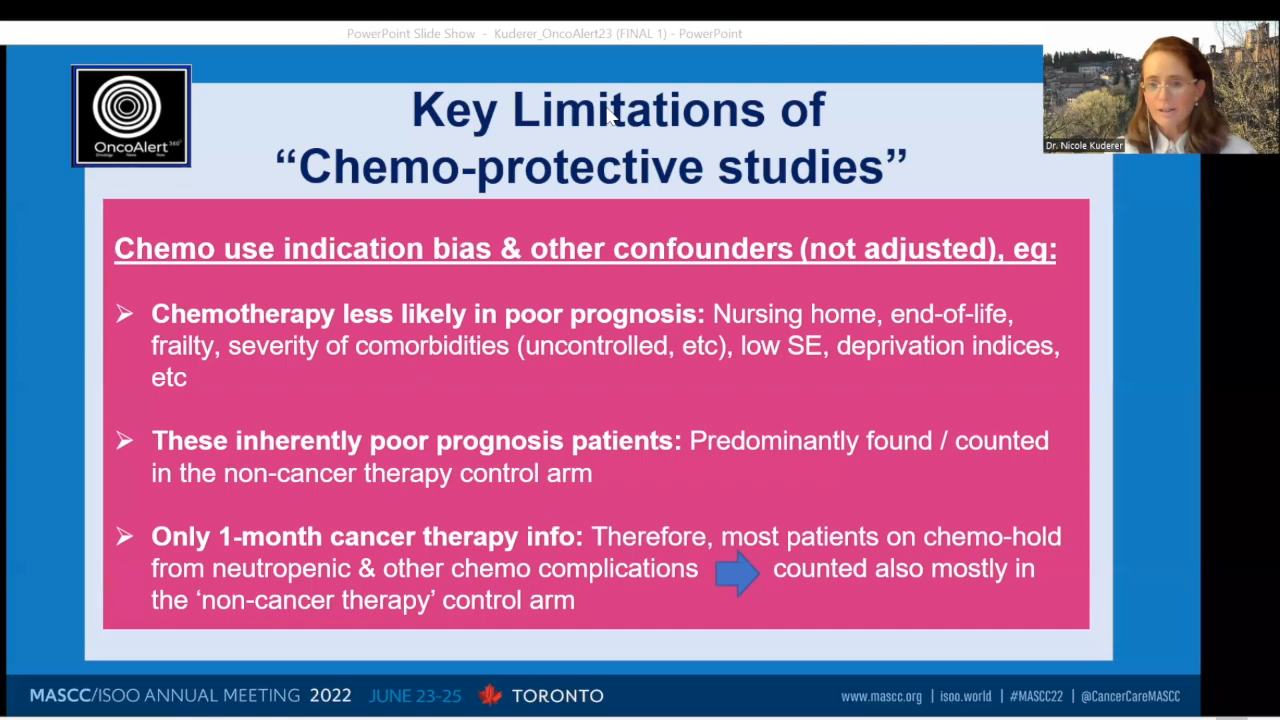 PowerPoint Slide Show - Kuderer_OncoAlert23 (FINAL 1) - PowerPoint
OncoAlert 360°
Dr. Nicole Kuderer
Key Limitations of
“Chemo-protective studies”
Chemo use indication bias & other confounders (not adjusted), eg:
➢ Chemotherapy less likely in poor prognosis: Nursing home, end-of-life,
frailty, severity of comorbidities (uncontrolled, etc), low SE, deprivation indices,
etc
➢ These inherently poor prognosis patients: Predominantly found / counted
in the non-cancer therapy control arm
➢ Only 1-month cancer therapy info: Therefore, most patients on chemo-hold
from neutropenic & other chemo complications counted also mostly in
the ‘non-cancer therapy’ control arm
MASCC/ISOO ANNUAL MEETING 2022 JUNE 23-25 TORONTO
www.mascc.org | isoo.world | #MASCC22 | @CancerCareMASCC